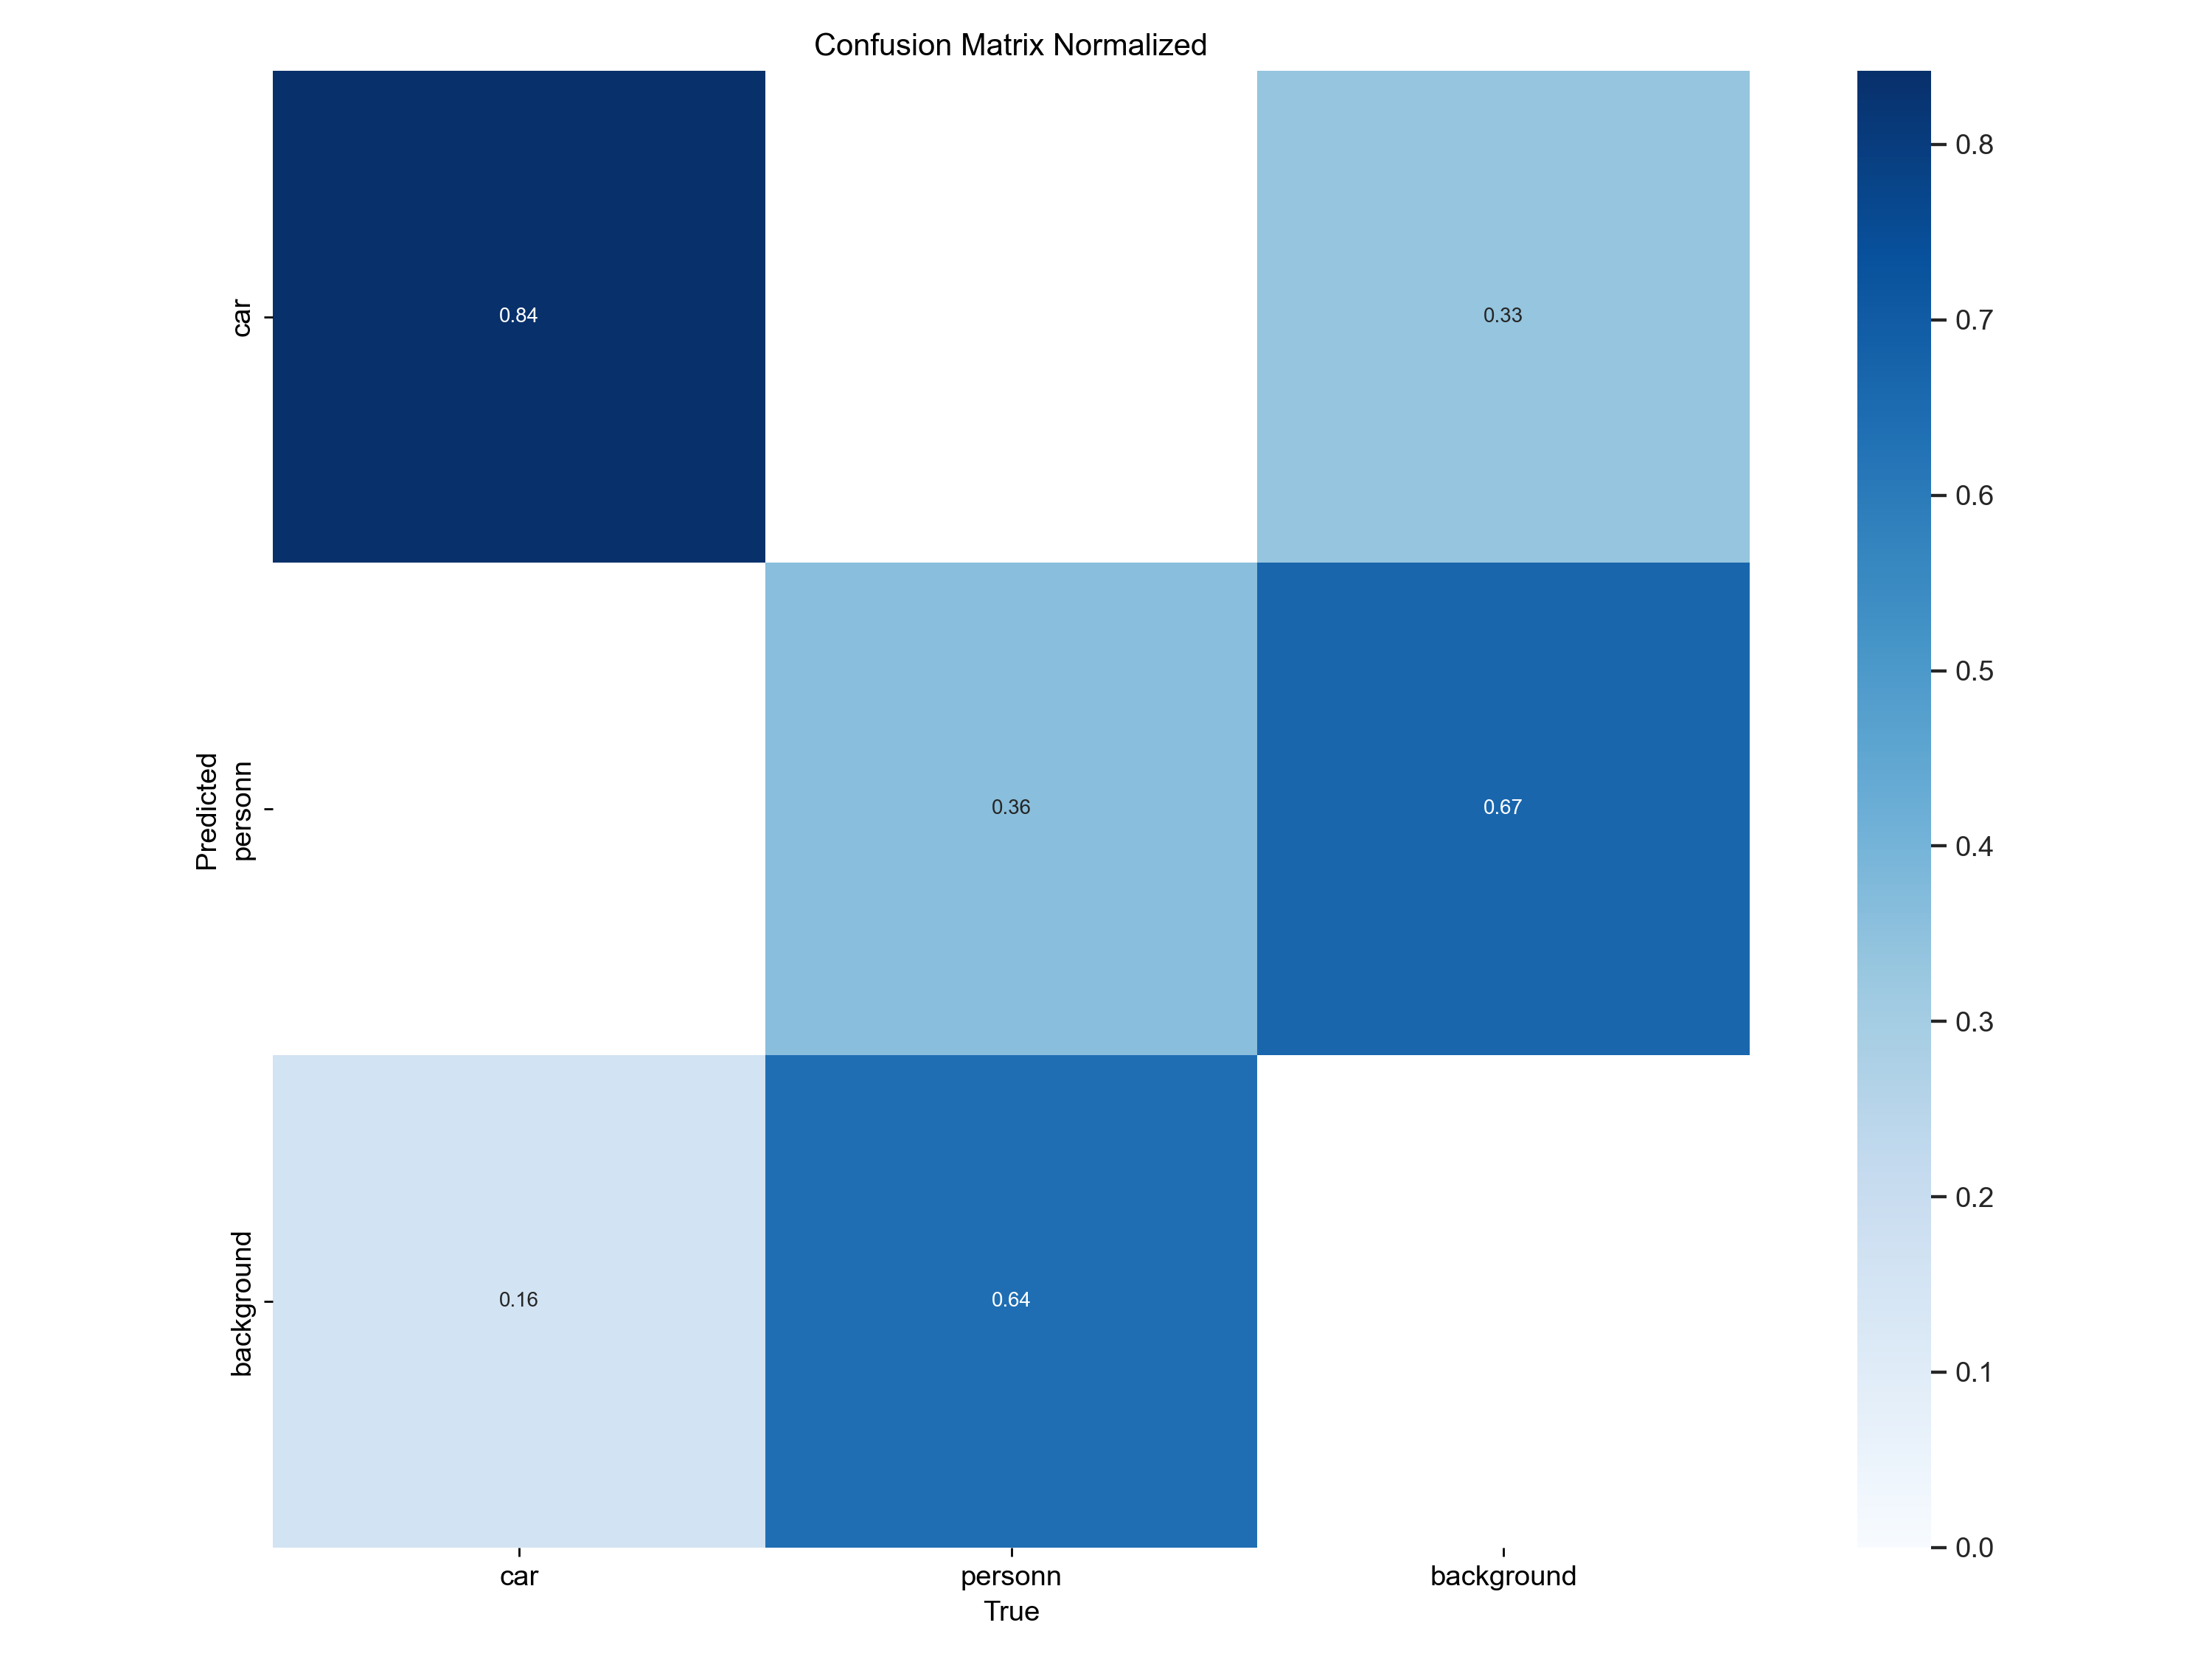 Confusion Matrix Normalized
car
0.84
0.33
0.8
0.7
0.6
0.5
0.4
0.3
0.2
0.1
0.0
Predicted
personn
0.36
0.67
background
0.16
0.64
car
personn
background
True